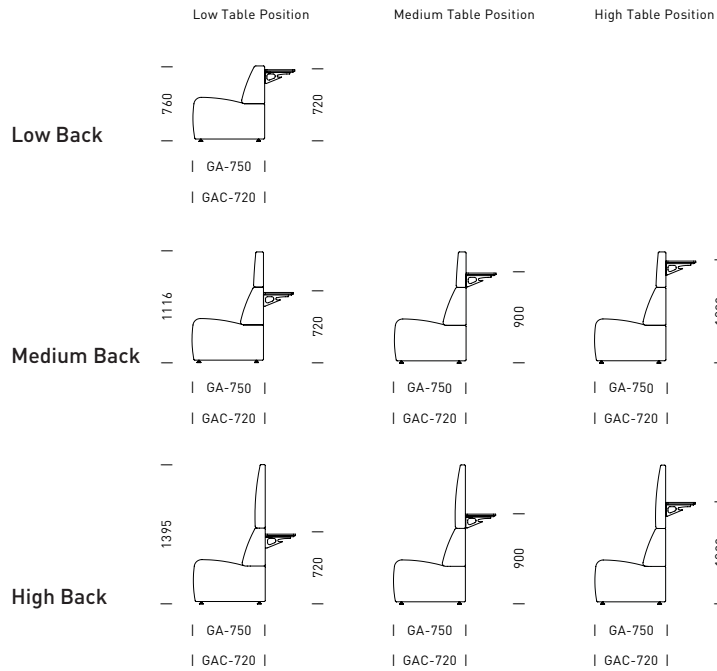 Low Table Position Medium Table Position High Table Position
760 720
Low Back
| GA-750 |
| GAC-720 |
1116 720 900
Medium Back
| GA-750 | | GA-750 | | GA-750 |
| GAC-720 | | GAC-720 | | GAC-720 |
1395 720 900
High Back
| GA-750 | | GA-750 | | GA-750 |
| GAC-720 | | GAC-720 | | GAC-720 |